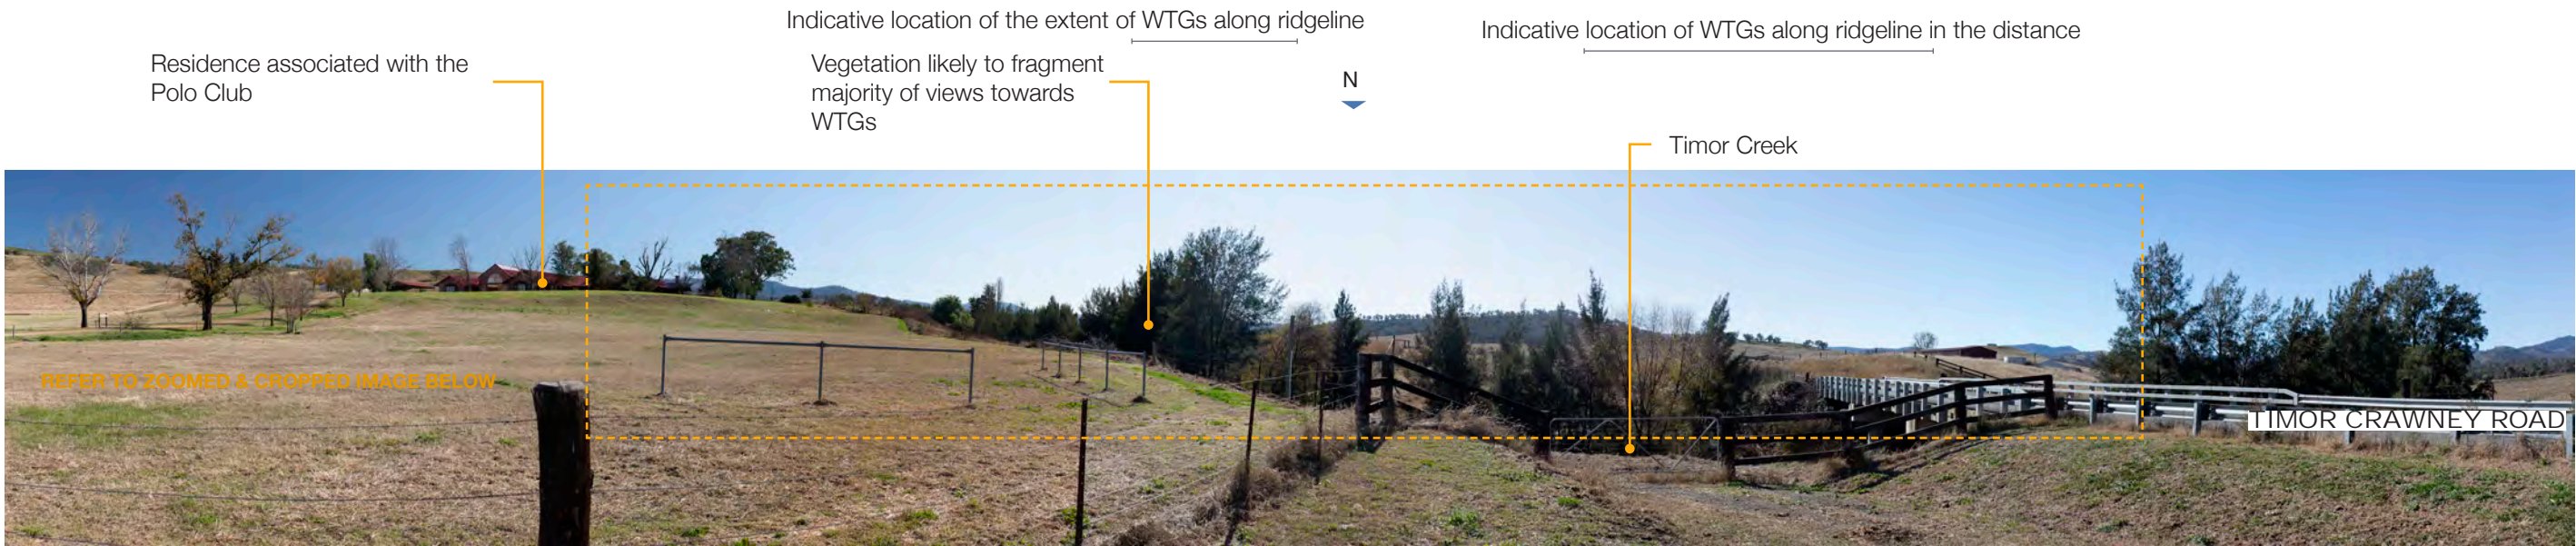 Indicative location of the extent of WTGs along ridgeline
Indicative location of WTGs along ridgeline in the distance
Residence associated with the
Polo Club
Vegetation likely to fragment
majority of views towards
WTGs
N
Timor Creek
REFER TO ZOOMED & CROPPED IMAGE BELOW
TIMOR CRAWNEY ROAD